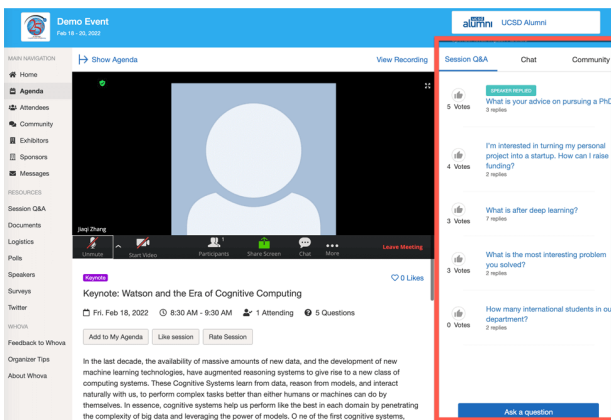 Demo Event
Feb 18 - 20, 2022
UCSD
alumni
UCSD Alumni
MAIN NAVIGATION
Home
Agenda
Attendees
Community
Exhibitors
Sponsors
Messages
RESOURCES
Session Q&A
Documents
Logistics
Polls
Speakers
Surveys
Twitter
WHOVA
Feedback to Whova
Organizer Tips
About Whova
Show Agenda
View Recording
Jiaqi Zhang
Unmute
Start Video
1
Participants
Share Screen
Chat
More
Leave Meeting
Keynote
0 Likes
Keynote: Watson and the Era of Cognitive Computing
Fri. Feb 18, 2022 8:30 AM - 9:30 AM 1 Attending 5 Questions
Add to My Agenda Like session Rate Session
In the last decade, the availability of massive amounts of new data, and the development of new
machine learning technologies, have augmented reasoning systems to give rise to a new class of
computing systems. These Cognitive Systems learn from data, reason from models, and interact
naturally with us, to perform complex tasks better than either humans or machines can do by
themselves. In essence, cognitive systems help us perform like the best in each domain by penetrating
the complexity of big data and leveraging the power of models. O ne of the first cognitive systems,
Session Q&A Chat Community
SPEAKER REPLIED
What is your advice on pursuing a PhD
5 Votes
3 replies
I'm interested in turning my personal
project into a startup. How can I raise
funding?
4 Votes
2 replies
What is after deep learning?
3 Votes
7 replies
What is the most interesting problem
you solved?
3 Votes
2 replies
How many international students in ou
department?
0 Votes
2 replies
Ask a question